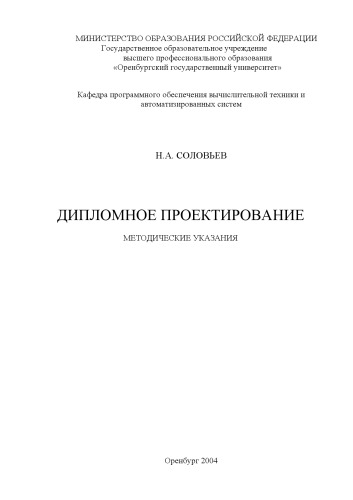 МИНИСТЕРСТВО ОБРАЗОВАНИЯ РОССИЙСКОЙ ФЕДЕРАЦИИ
Государственное образовательное учреждение
высшего профессионального образования
«Оренбургский государственный университет»
Кафедра программного обеспечения вычислительной техники и
автоматизированных систем
Н.А. СОЛОВЬЕВ
ДИПЛОМНОЕ ПРОЕКТИРОВАНИЕ
МЕТОДИЧЕСКИЕ УКАЗАНИЯ
Оренбург 2004